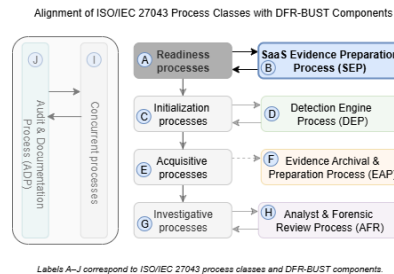 Alignment of ISO/IEC 27043 Process Classes with DFR-BUST Components
J
I
Audit & Documentation
Process (ADP)
Concurrent processes
A
Readiness
processes
SaaS Evidence Preparation
B
Process (SEP)
C
Initialization
processes
D
Detection Engine
Process (DEP)
E
Acquisitive
processes
F
Evidence Archival &
Preparation Process (EAP)
G
Investigative
processes
H
Analyst & Forensic
Review Process (AFR)
Labels A–J correspond to ISO/IEC 27043 process classes and DFR-BUST components.